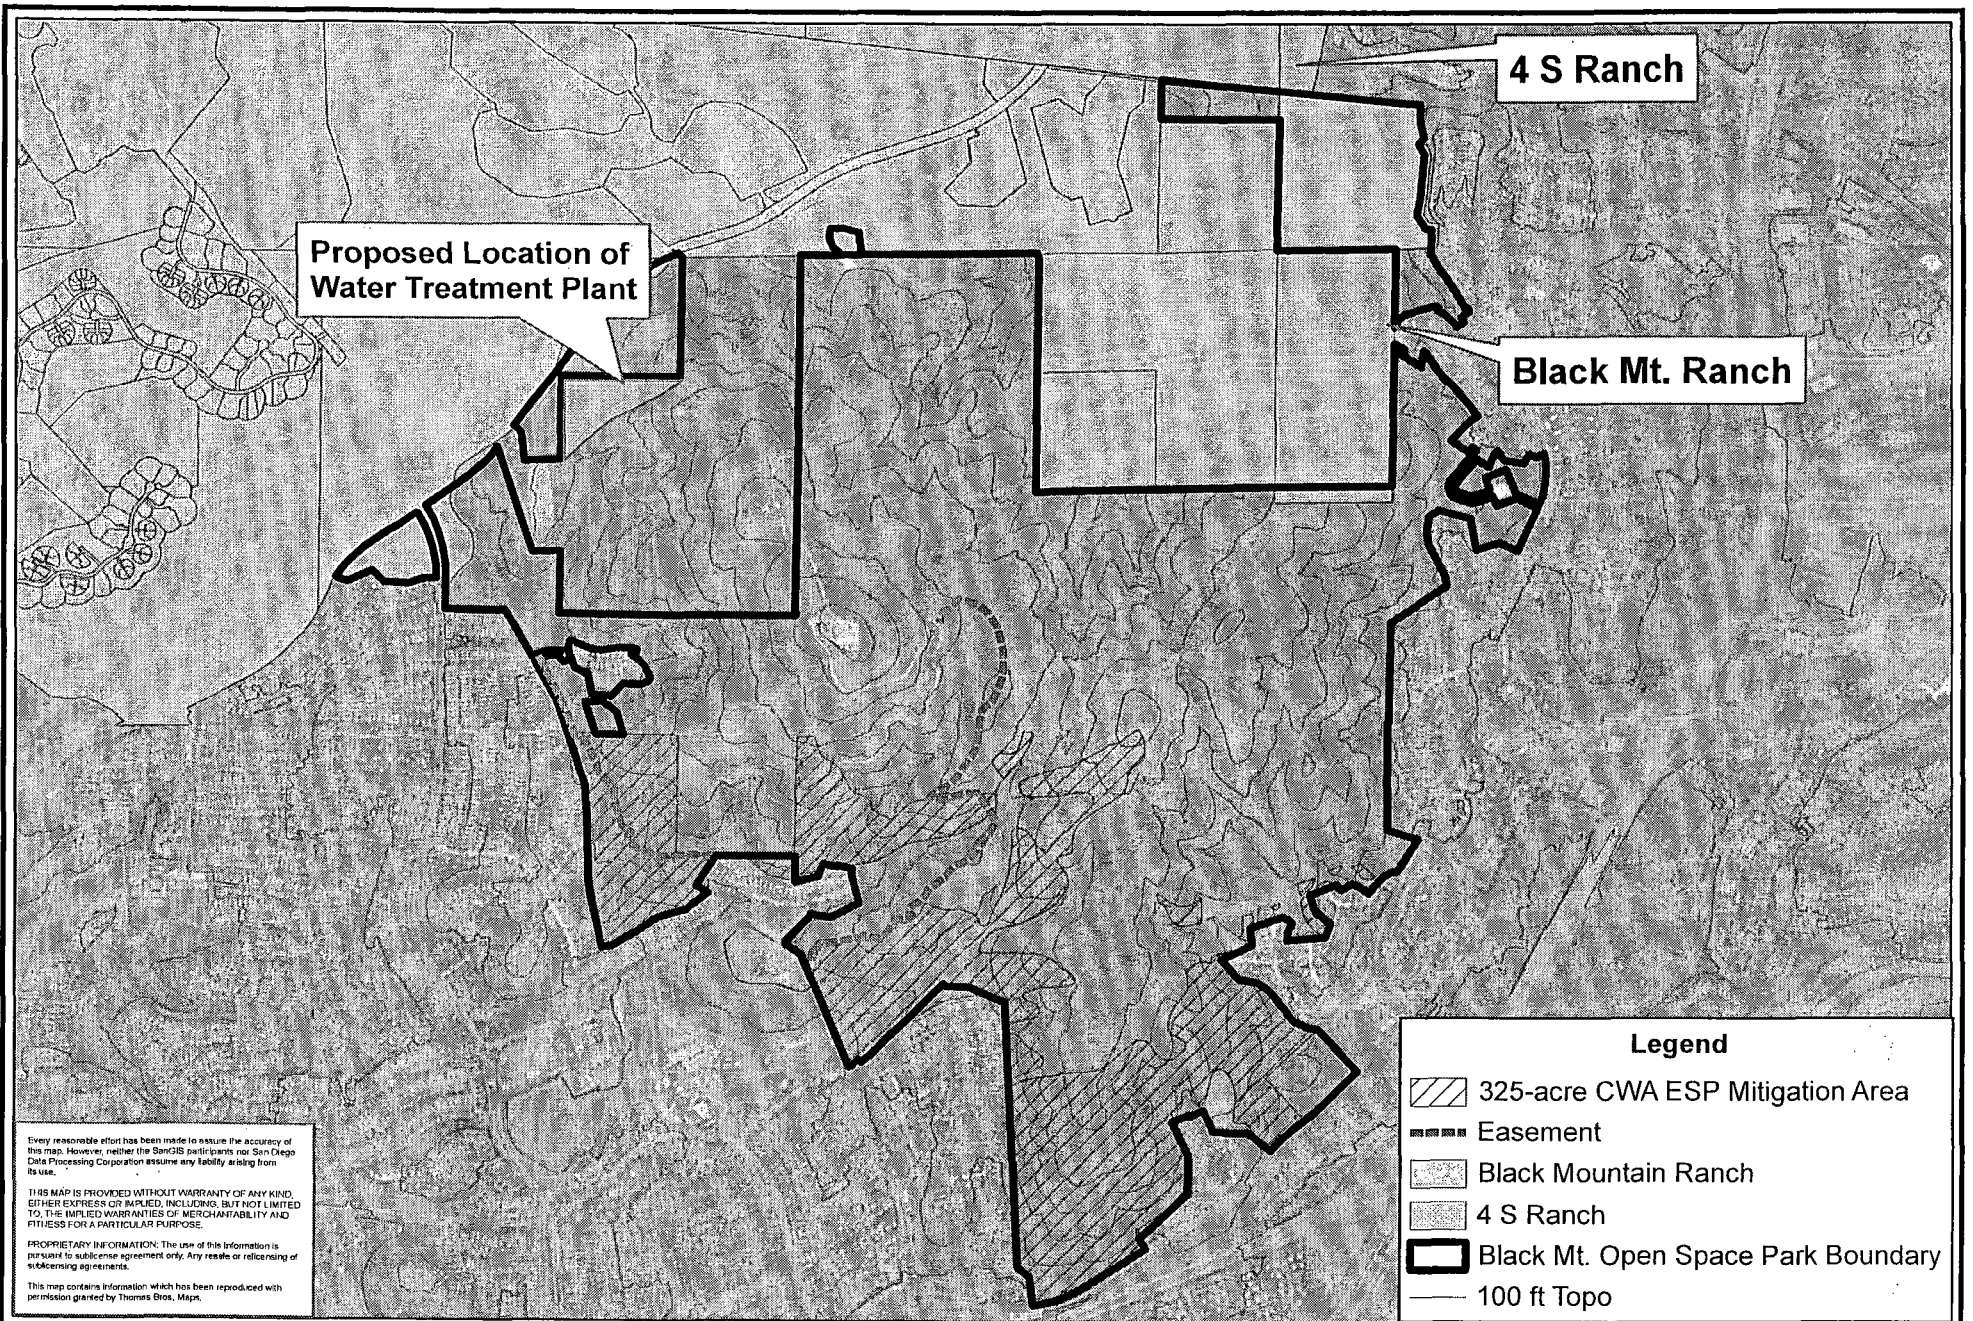 4 S Ranch
Proposed Location of
Water Treatment Plant
Black Mt. Ranch
Legend
325-acre CWA ESP Mitigation Area
Easement
Black Mountain Ranch
4 S Ranch
Black Mt. Open Space Park Boundary
100 ft Topo
Every reasonable effort has been made to assure the accuracy of
this map. However, neither the SanGIS participants nor San Diego
Data Processing Corporation assume any liability arising from
its use.
THIS MAP IS PROVIDED WITHOUT WARRANTY OF ANY KIND,
EITHER EXPRESS OR IMPLIED, INCLUDING, BUT NOT LIMITED
TO, THE IMPLIED WARRANTIES OF MERCHANTABILITY AND
FITNESS FOR A PARTICULAR PURPOSE.
PROPRIETARY INFORMATION: The use of this information is
pursuant to sublicense agreement only. Any resale or relicensing of
sublicensing agreements.
This map contains information which has been reproduced with
permission granted by Thomas Bros. Maps.